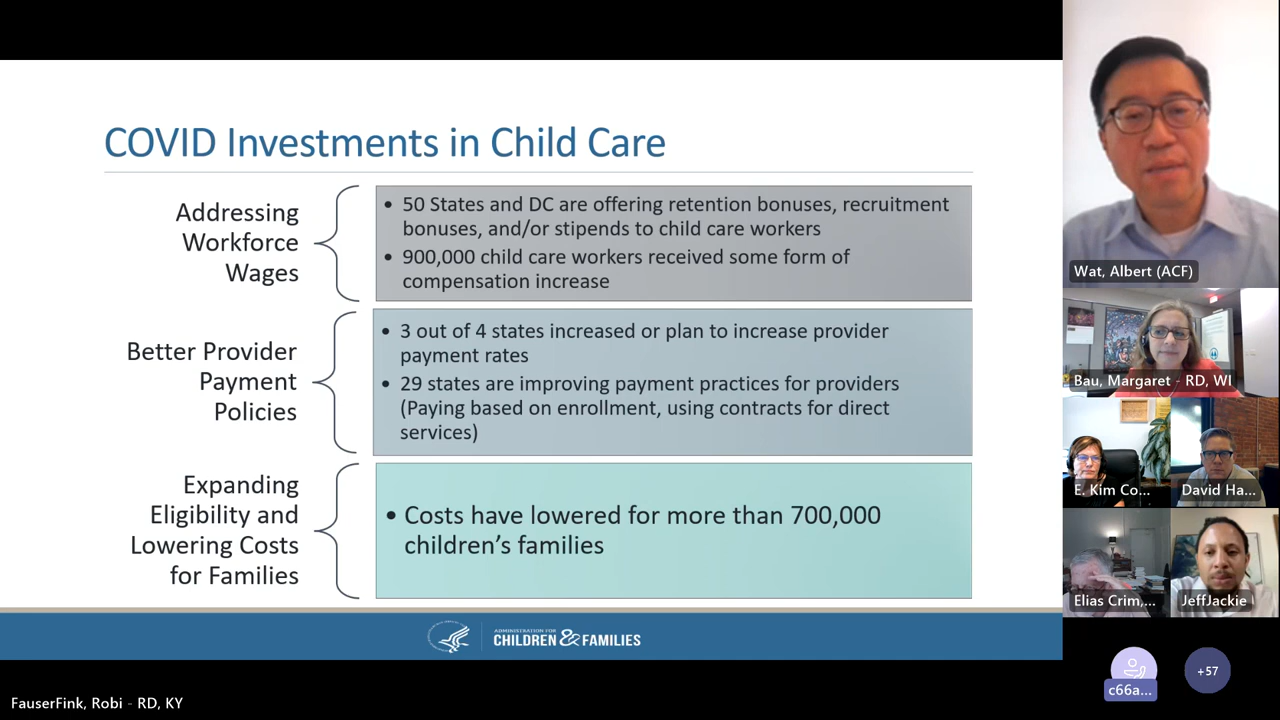 COVID Investments in Child Care
Addressing
Workforce
Wages
• 50 States and DC are offering retention bonuses, recruitment
bonuses, and/or stipends to child care workers
• 900,000 child care workers received some form of
compensation increase
Better Provider
Payment
Policies
• 3 out of 4 states increased or plan to increase provider
payment rates
• 29 states are improving payment practices for providers
(Paying based on enrollment, using contracts for direct
services)
Expanding
Eligibility and
Lowering Costs
for Families
• Costs have lowered for more than 700,000
children's families
ADMINISTRATION FOR
CHILDREN & FAMILIES
FauserFink, Robi - RD, KY
Wat, Albert (ACF)
Bau, Margaret - RD, WI
E. Kim Co...
David Ha...
Elias Crim,...
JeffJackie
c66a...
+57